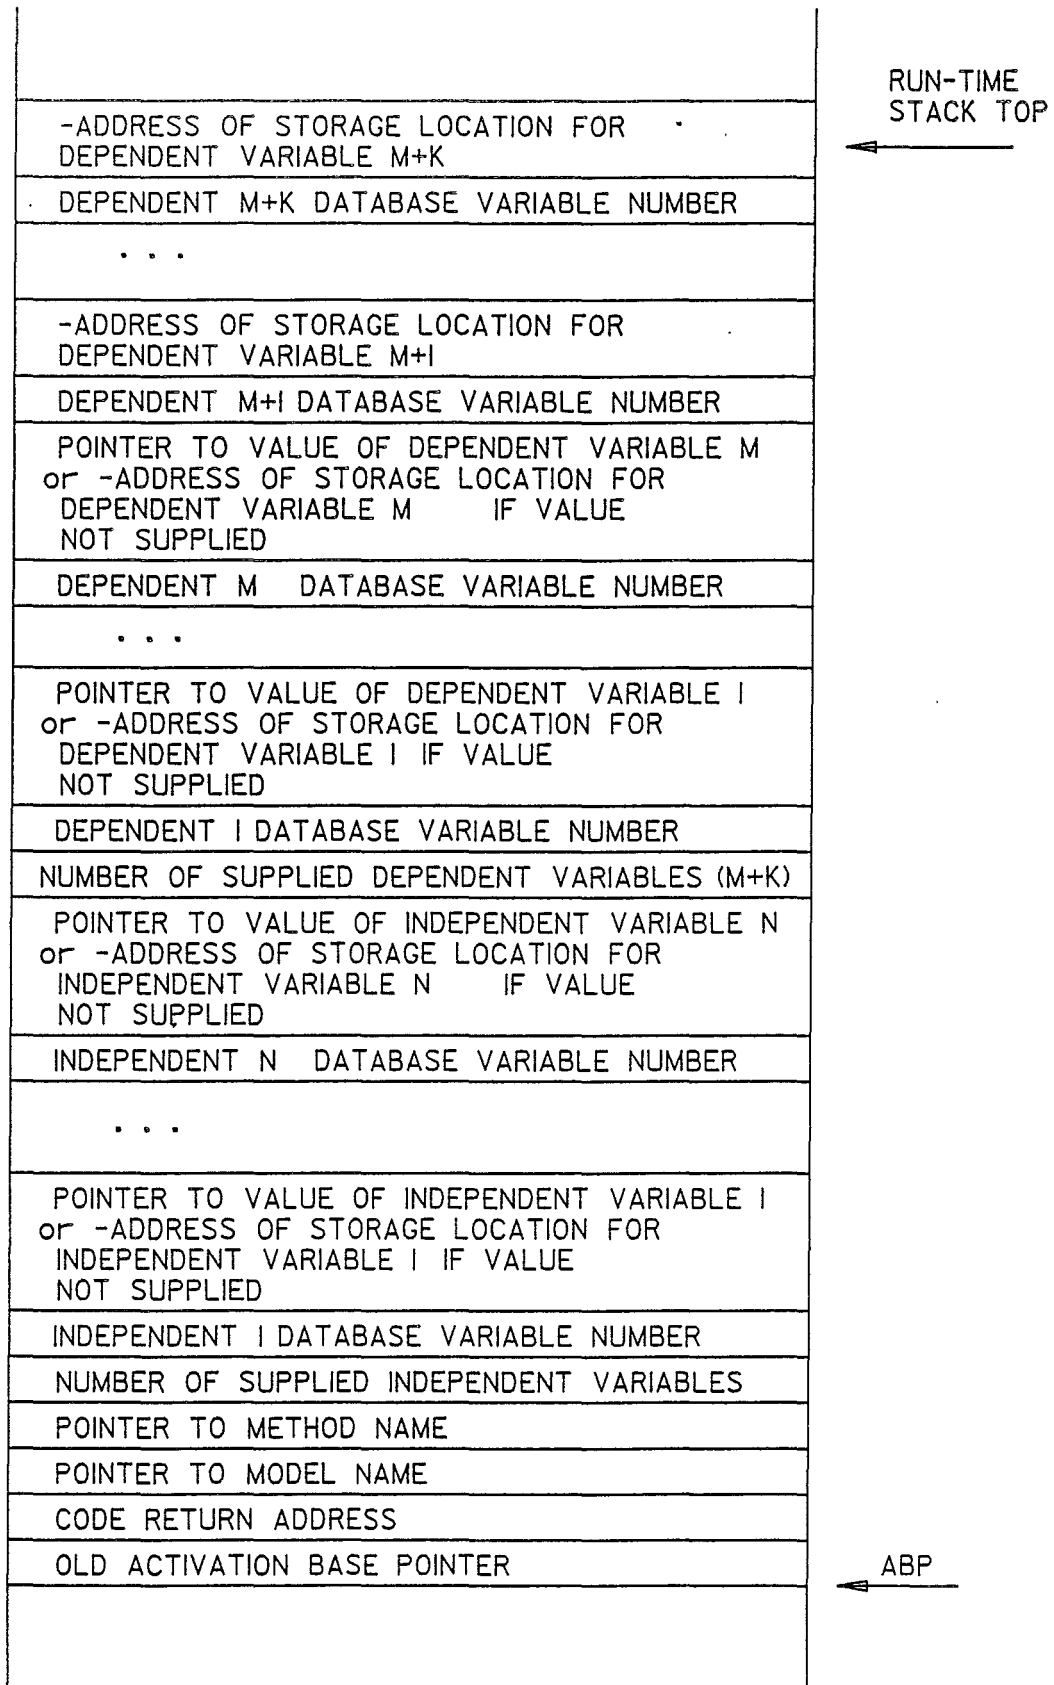 RUN-TIME
STACK TOP
-ADDRESS OF STORAGE LOCATION FOR
DEPENDENT VARIABLE M+K
DEPENDENT M+K DATABASE VARIABLE NUMBER
. . .
-ADDRESS OF STORAGE LOCATION FOR
DEPENDENT VARIABLE M+I
DEPENDENT M+I DATABASE VARIABLE NUMBER
POINTER TO VALUE OF DEPENDENT VARIABLE M
or -ADDRESS OF STORAGE LOCATION FOR
DEPENDENT VARIABLE M IF VALUE
NOT SUPPLIED
DEPENDENT M DATABASE VARIABLE NUMBER
. . .
POINTER TO VALUE OF DEPENDENT VARIABLE I
or -ADDRESS OF STORAGE LOCATION FOR
DEPENDENT VARIABLE I IF VALUE
NOT SUPPLIED
DEPENDENT I DATABASE VARIABLE NUMBER
NUMBER OF SUPPLIED DEPENDENT VARIABLES (M+K)
POINTER TO VALUE OF INDEPENDENT VARIABLE N
or -ADDRESS OF STORAGE LOCATION FOR
INDEPENDENT VARIABLE N IF VALUE
NOT SUPPLIED
INDEPENDENT N DATABASE VARIABLE NUMBER
. . .
POINTER TO VALUE OF INDEPENDENT VARIABLE I
or -ADDRESS OF STORAGE LOCATION FOR
INDEPENDENT VARIABLE I IF VALUE
NOT SUPPLIED
INDEPENDENT I DATABASE VARIABLE NUMBER
NUMBER OF SUPPLIED INDEPENDENT VARIABLES
POINTER TO METHOD NAME
POINTER TO MODEL NAME
CODE RETURN ADDRESS
OLD ACTIVATION BASE POINTER
ABP